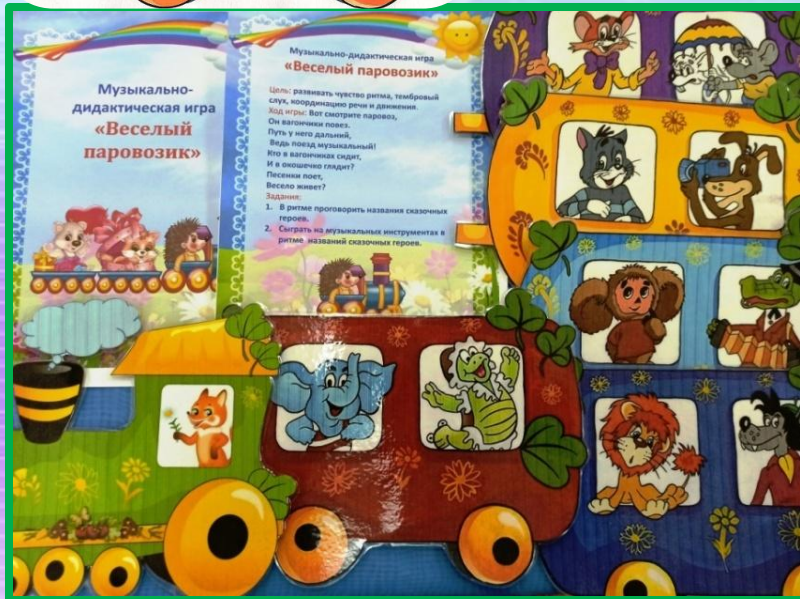 Музыкально-
дидактическая игра
«Веселый
паровозик»
Музыкально-дидактическая игра
«Веселый паровозик»
Цель: развивать чувство ритма, тембровый
слух, координацию речи и движения.
Ход игры: Вот смотрите паровоз,
Он вагончики повез.
Путь у него дальний,
Ведь поезд музыкальный!
Кто в вагончиках сидит,
И в окошечко глядит?
Песенки поет,
Весело живет?
Задания:
1. В ритме проговорить названия сказочных
героев.
2. Сыграть на музыкальных инструментах в
ритме названий сказочных героев.